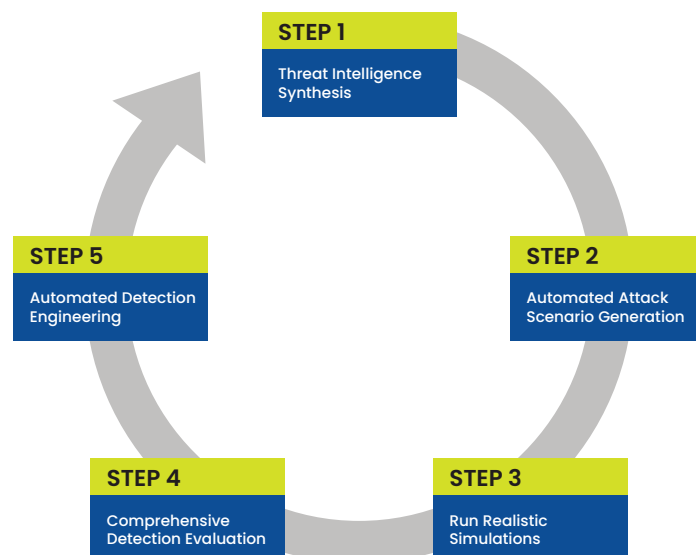 STEP 1
Threat Intelligence
Synthesis
STEP 2
Automated Attack
Scenario Generation
STEP 3
Run Realistic
Simulations
STEP 4
Comprehensive
Detection Evaluation
STEP 5
Automated Detection
Engineering